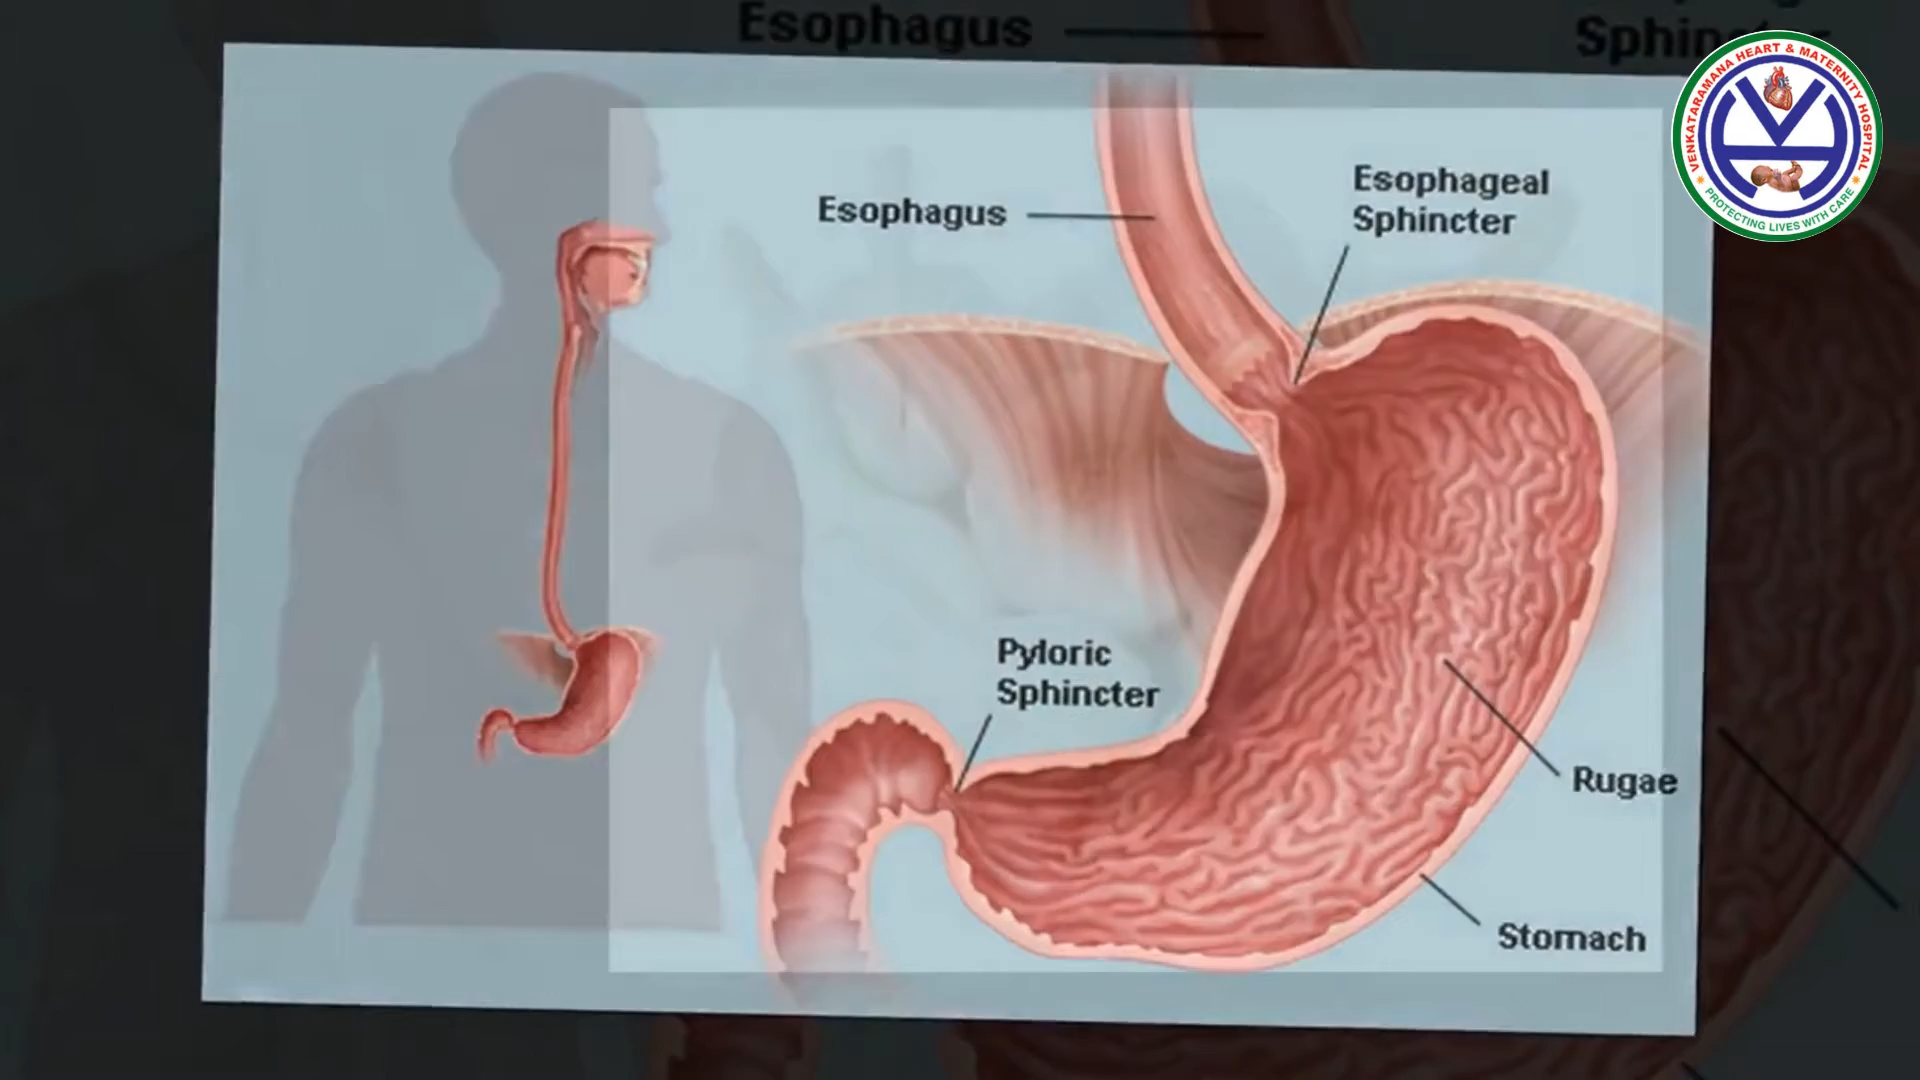 Esophagus
VENKATARAMANA HEART & MATERNITY HOSPITAL
PROTECTING LIVES WITH CARE
Esophagus
Esophageal
Sphincter
Pyloric
Sphincter
Rugae
Stomach